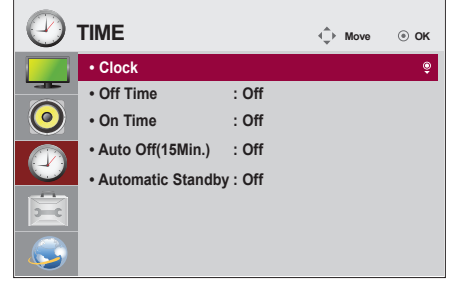 TIME
Move
OK
• Clock
• Off Time : Off
• On Time : Off
• Auto Off(15Min.) : Off
• Automatic Standby : Off